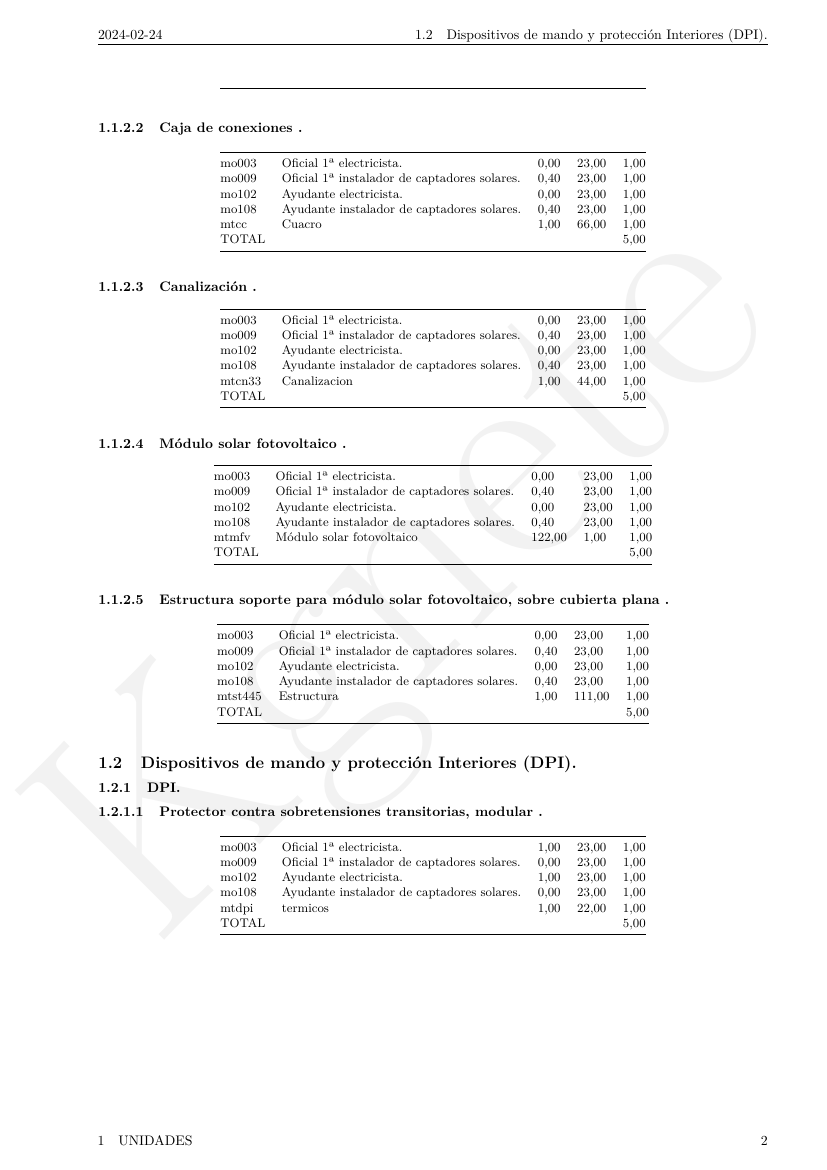 2024-02-24 1.2 Dispositivos de mando y protección Interiores (DPI).
1.1.2.2 Caja de conexiones .
mo003 Oficial 1ª electricista. 0,00 23,00 1,00
mo009 Oficial 1ª instalador de captadores solares. 0,40 23,00 1,00
mo102 Ayudante electricista. 0,00 23,00 1,00
mo108 Ayudante instalador de captadores solares. 0,40 23,00 1,00
mtcc Cuacro 1,00 66,00 1,00
TOTAL 5,00
1.1.2.3 Canalización .
mo003 Oficial 1ª electricista. 0,00 23,00 1,00
mo009 Oficial 1ª instalador de captadores solares. 0,40 23,00 1,00
mo102 Ayudante electricista. 0,00 23,00 1,00
mo108 Ayudante instalador de captadores solares. 0,40 23,00 1,00
mtcn33 Canalizacion 1,00 44,00 1,00
TOTAL 5,00
1.1.2.4 Módulo solar fotovoltaico .
mo003 Oficial 1ª electricista. 0,00 23,00 1,00
mo009 Oficial 1ª instalador de captadores solares. 0,40 23,00 1,00
mo102 Ayudante electricista. 0,00 23,00 1,00
mo108 Ayudante instalador de captadores solares. 0,40 23,00 1,00
mtmfv Módulo solar fotovoltaico 122,00 1,00 1,00
TOTAL 5,00
1.1.2.5 Estructura soporte para módulo solar fotovoltaico, sobre cubierta plana .
mo003 Oficial 1ª electricista. 0,00 23,00 1,00
mo009 Oficial 1ª instalador de captadores solares. 0,40 23,00 1,00
mo102 Ayudante electricista. 0,00 23,00 1,00
mo108 Ayudante instalador de captadores solares. 0,40 23,00 1,00
mtst445 Estructura 1,00 111,00 1,00
TOTAL 5,00
1.2 Dispositivos de mando y protección Interiores (DPI).
1.2.1 DPI.
1.2.1.1 Protector contra sobretensiones transitorias, modular .
mo003 Oficial 1ª electricista. 1,00 23,00 1,00
mo009 Oficial 1ª instalador de captadores solares. 0,00 23,00 1,00
mo102 Ayudante electricista. 1,00 23,00 1,00
mo108 Ayudante instalador de captadores solares. 0,00 23,00 1,00
mtdpi termicos 1,00 22,00 1,00
TOTAL 5,00
Ksnete
1 UNIDADES 2